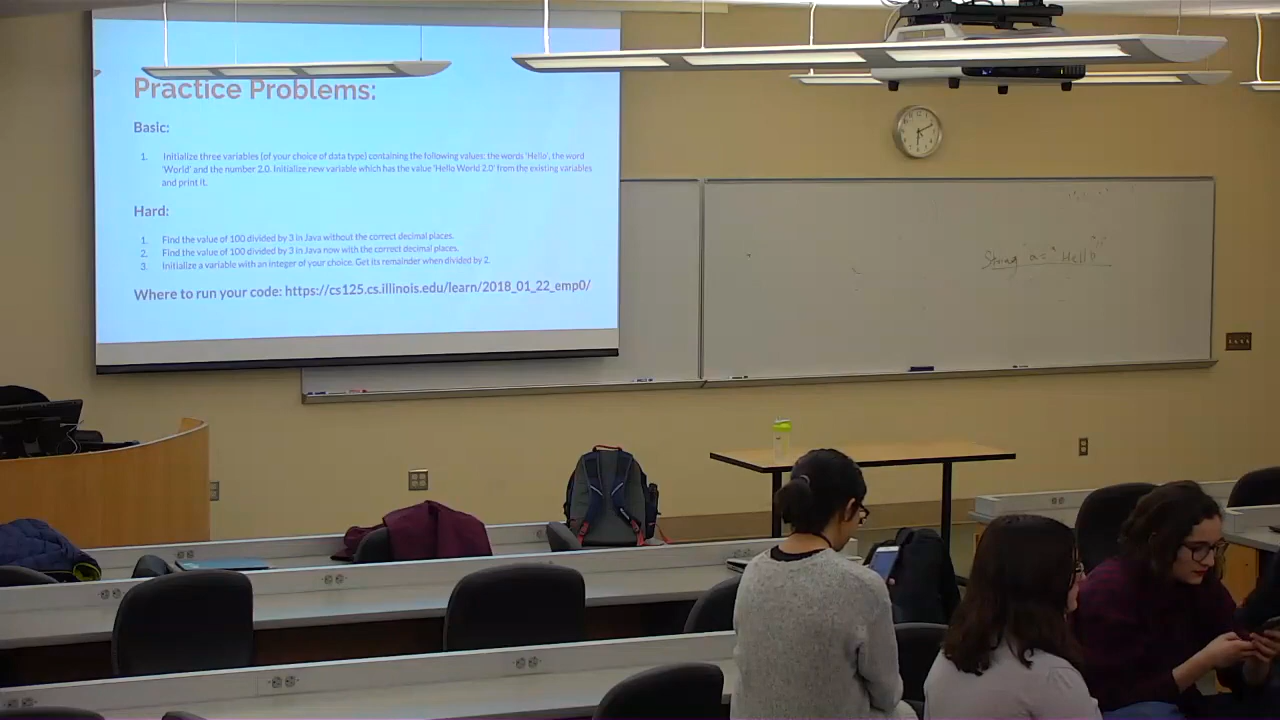 Practice Problems:
Basic:
1. Initialize three variables (of your choice of data type) containing the following values: the words 'Hello', the word
'World' and the number 2.0. Initialize new variable which has the value 'Hello World 2.0' from the existing variables
and print it.
Hard:
1. Find the value of 100 divided by 3 in Java without the correct decimal places.
2. Find the value of 100 divided by 3 in Java now with the correct decimal places.
3. Initialize a variable with an integer of your choice. Get its remainder when divided by 2.
Where to run your code: https://cs125.cs.illinois.edu/learn/2018_01_22_emp0/
String a = "Hello"